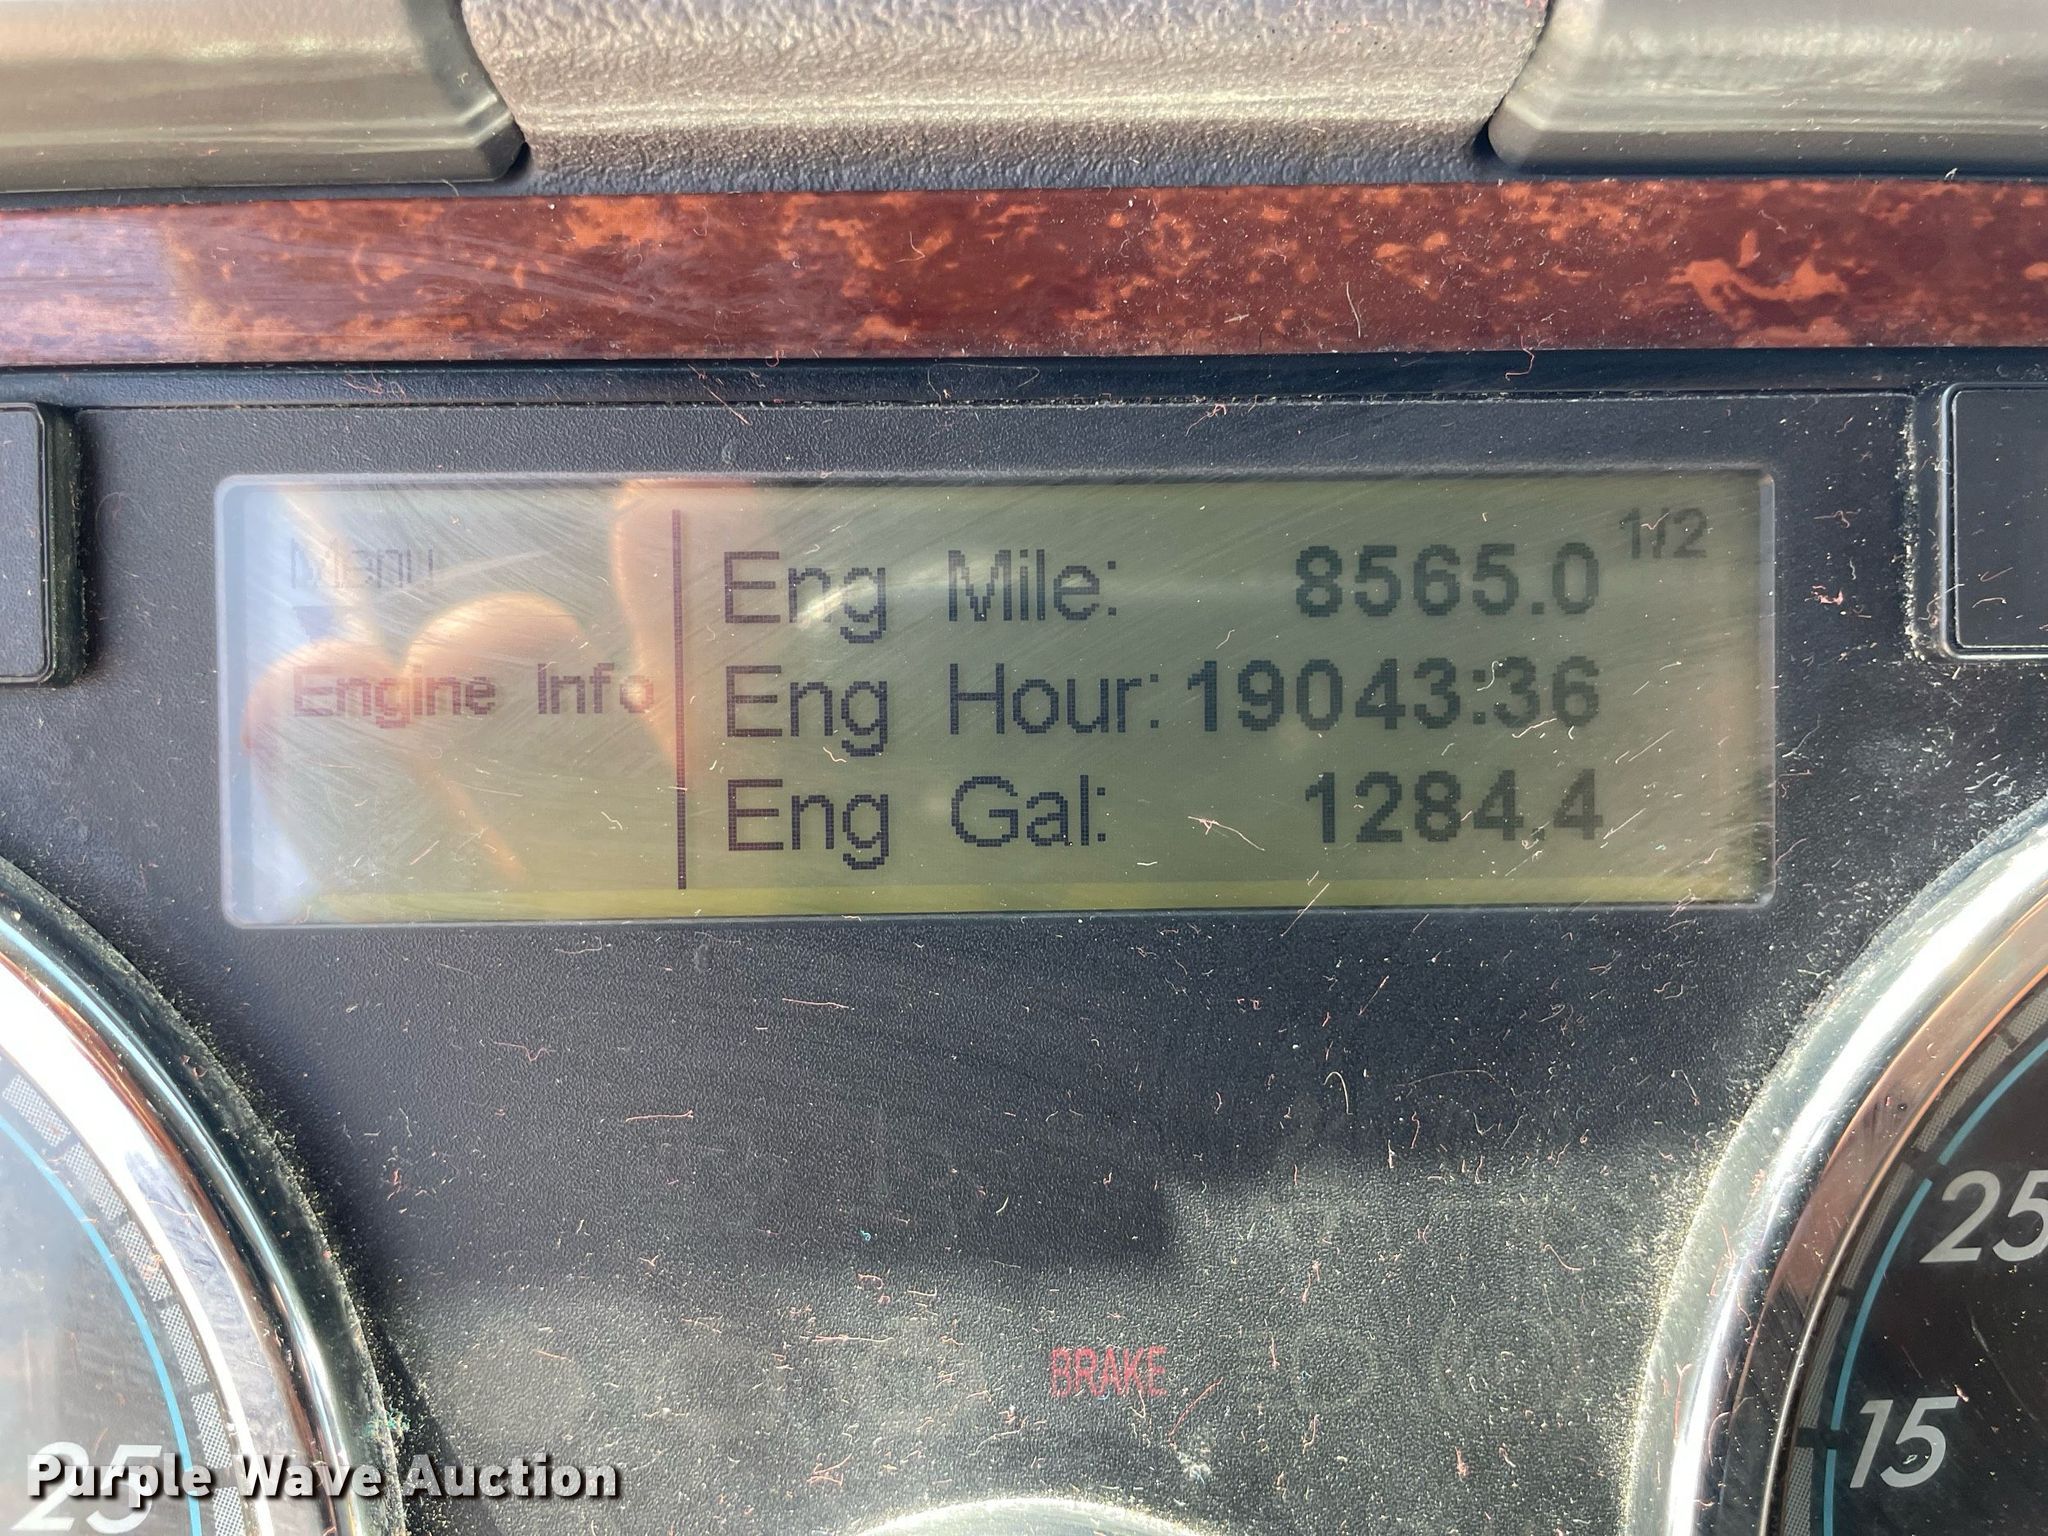 Menu
Engine Info
1/2
Eng Mile: 8565.0
Eng Hour: 19043:36
Eng Gal: 1284.4
BRAKE
25
15
25
Purple Wave Auction